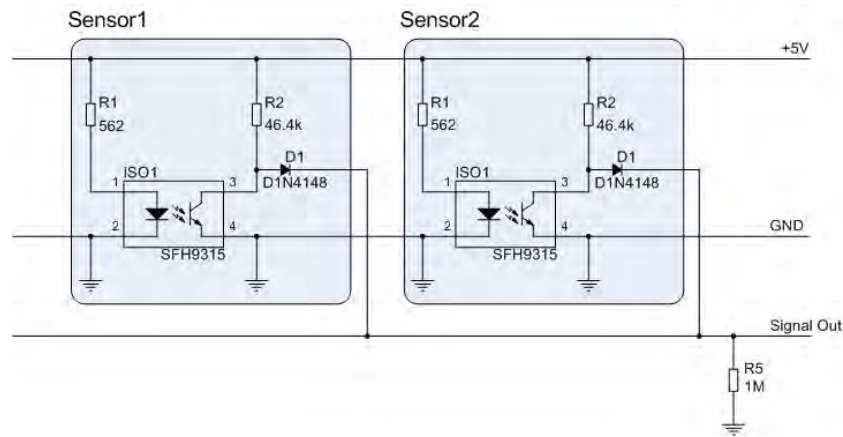 Sensor1
Sensor2
+5V
R1
562
R2
46.4k
D1
D1N4148
ISO1
1
3
2
4
SFH9315
R1
562
R2
46.4k
D1
D1N4148
ISO1
1
3
2
4
SFH9315
GND
Signal Out
R5
1M